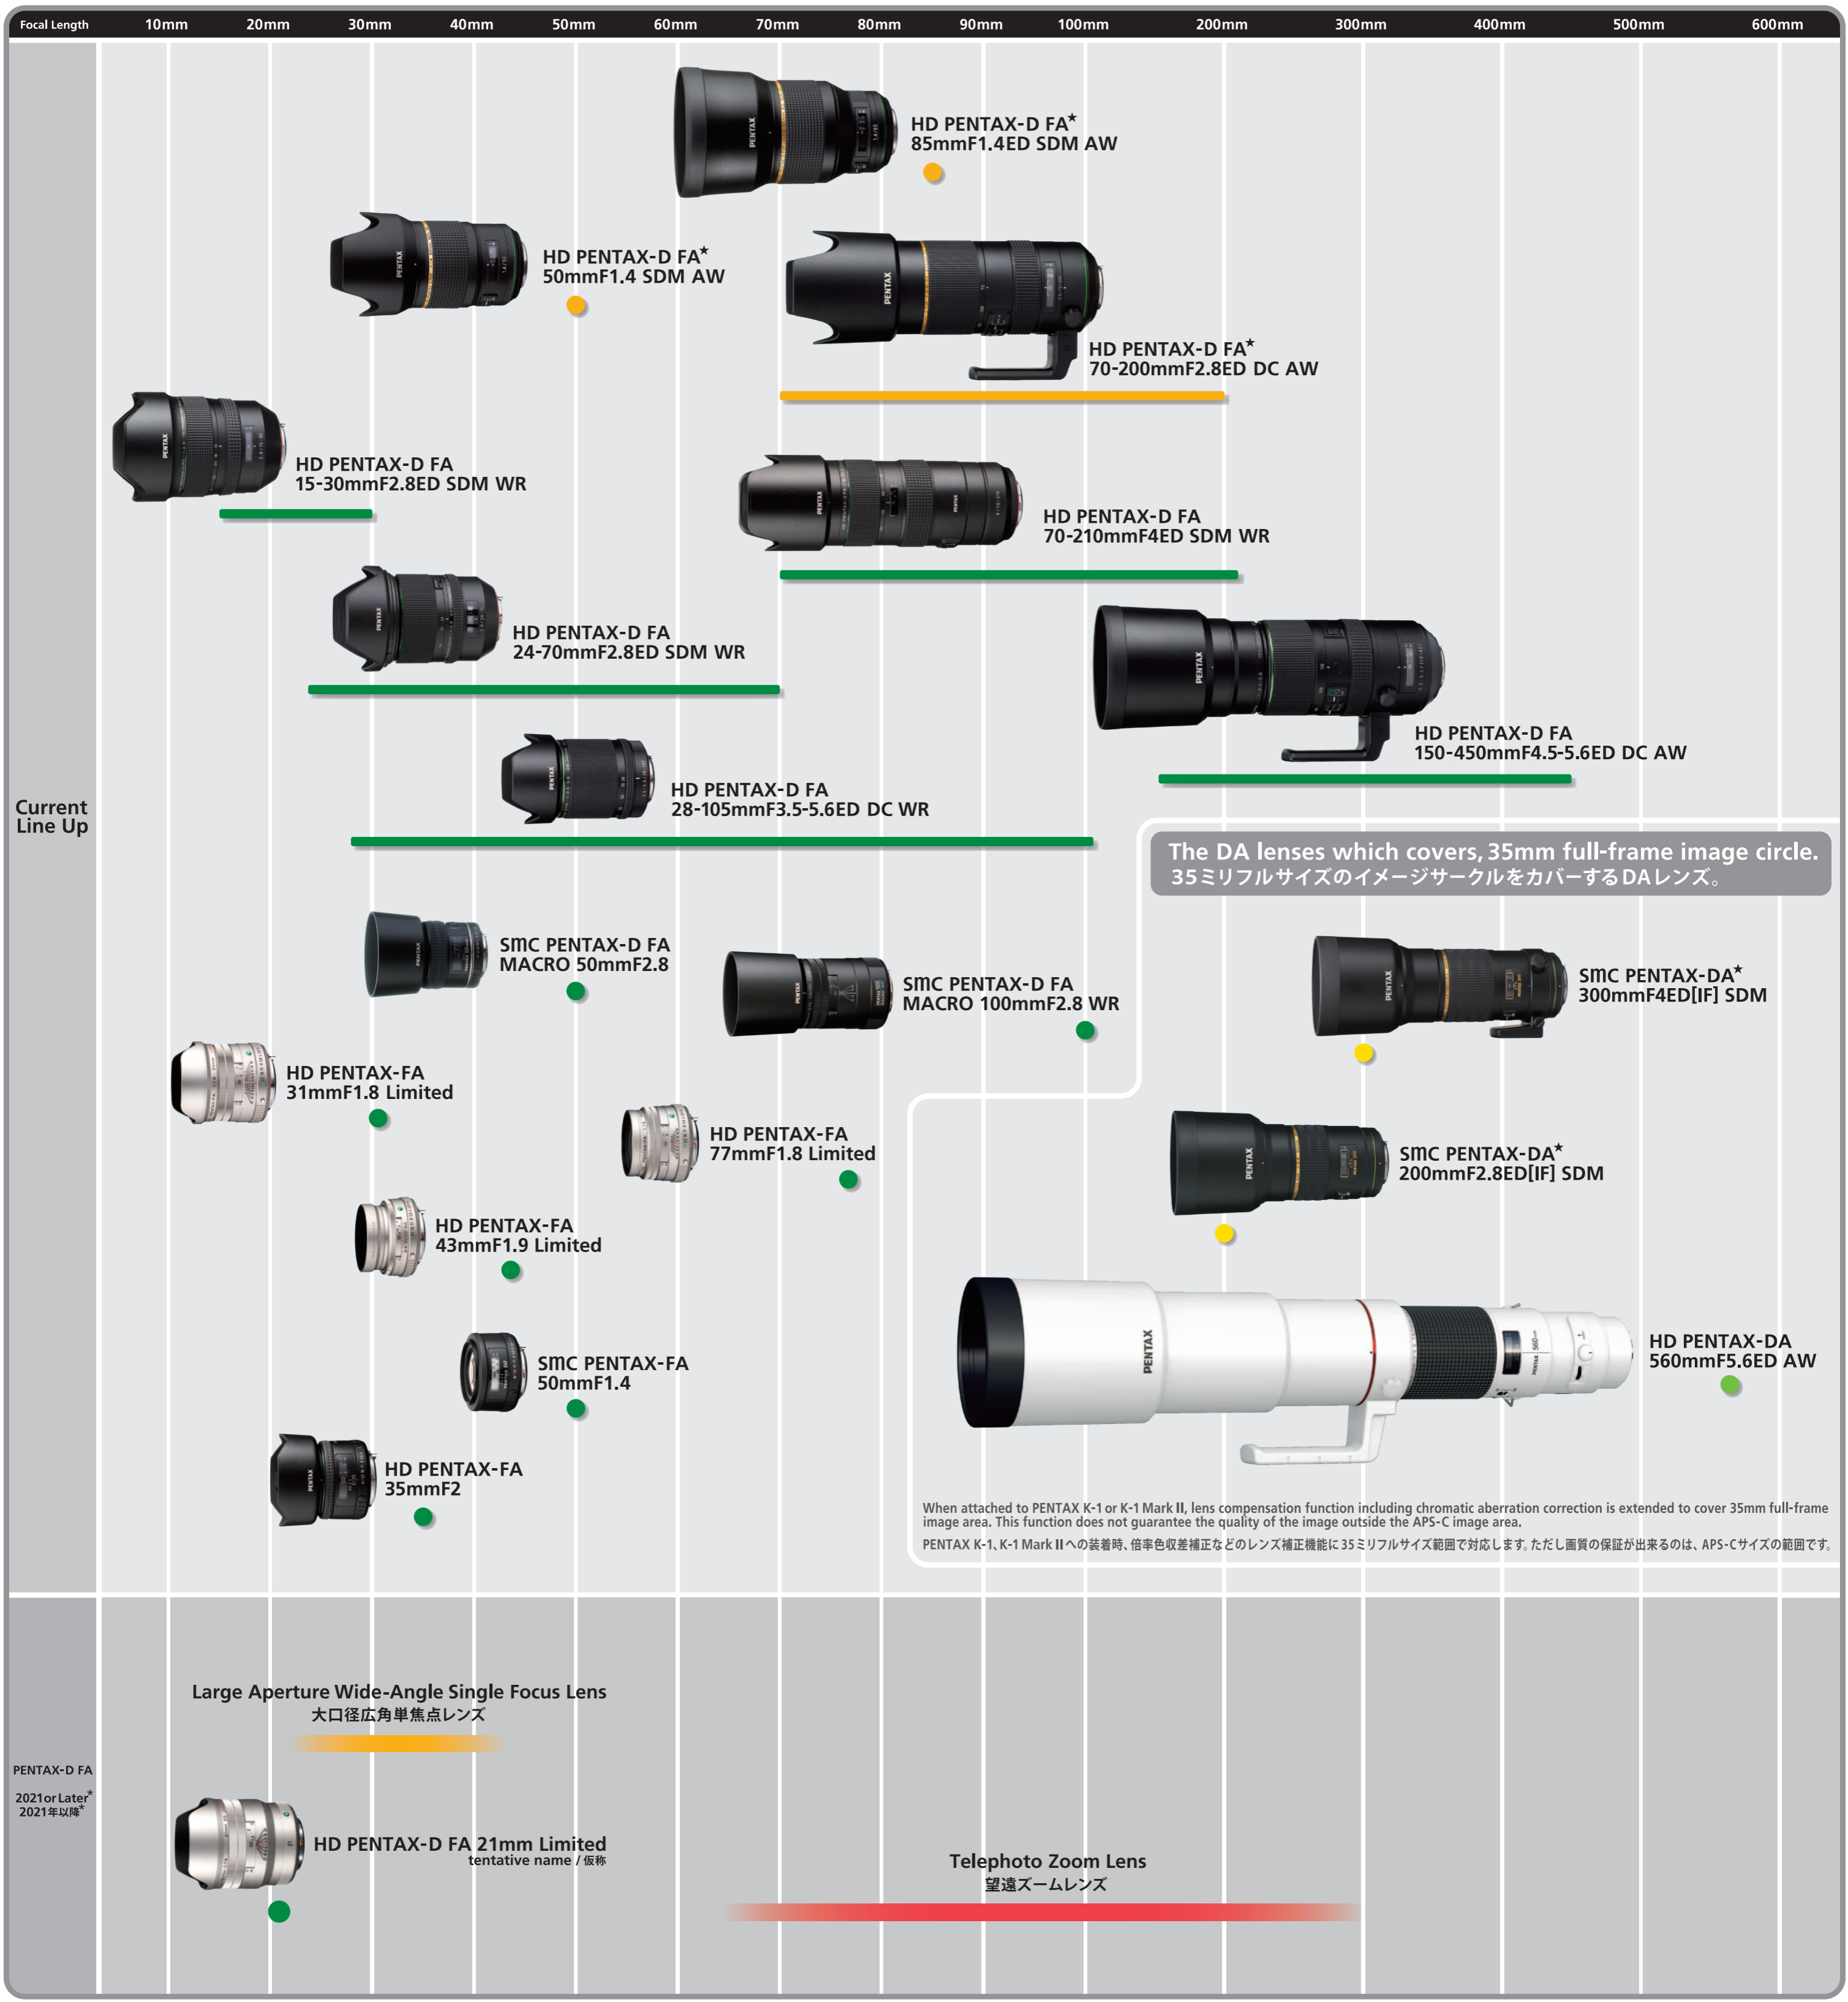 Focal Length 10mm 20mm 30mm 40mm 50mm 60mm 70mm 80mm 90mm 100mm 200mm 300mm 400mm 500mm 600mm
HD PENTAX-D FA★
85mmF1.4ED SDM AW
HD PENTAX-D FA★
50mmF1.4 SDM AW
HD PENTAX-D FA★
70-200mmF2.8ED DC AW
HD PENTAX-D FA
15-30mmF2.8ED SDM WR
HD PENTAX-D FA
70-210mmF4ED SDM WR
HD PENTAX-D FA
24-70mmF2.8ED SDM WR
HD PENTAX-D FA
150-450mmF4.5-5.6ED DC AW
HD PENTAX-D FA
28-105mmF3.5-5.6ED DC WR
Current
Line Up
The DA lenses which covers, 35mm full-frame image circle.
35ミリフルサイズのイメージサークルをカバーするDAレンズ。
SMC PENTAX-D FA
MACRO 50mmF2.8
SMC PENTAX-D FA
MACRO 100mmF2.8 WR
SMC PENTAX-DA★
300mmF4ED[IF] SDM
HD PENTAX-FA
31mmF1.8 Limited
HD PENTAX-FA
77mmF1.8 Limited
SMC PENTAX-DA★
200mmF2.8ED[IF] SDM
HD PENTAX-FA
43mmF1.9 Limited
PENTAX
HD PENTAX-DA
560mmF5.6ED AW
SMC PENTAX-FA
50mmF1.4
HD PENTAX-FA
35mmF2
When attached to PENTAX K-1 or K-1 Mark II, lens compensation function including chromatic aberration correction is extended to cover 35mm full-frame
image area. This function does not guarantee the quality of the image outside the APS-C image area.
PENTAX K-1、K-1 Mark II への装着時、倍率色収差補正などのレンズ補正機能に35ミリフルサイズ範囲で対応します。ただし画質の保証が出来るのは、APS-Cサイズの範囲です。
Large Aperture Wide-Angle Single Focus Lens
大口径広角単焦点レンズ
PENTAX-D FA
2021 or Later*
2021年以降*
HD PENTAX-D FA 21mm Limited
tentative name / 仮称
Telephoto Zoom Lens
望遠ズームレンズ